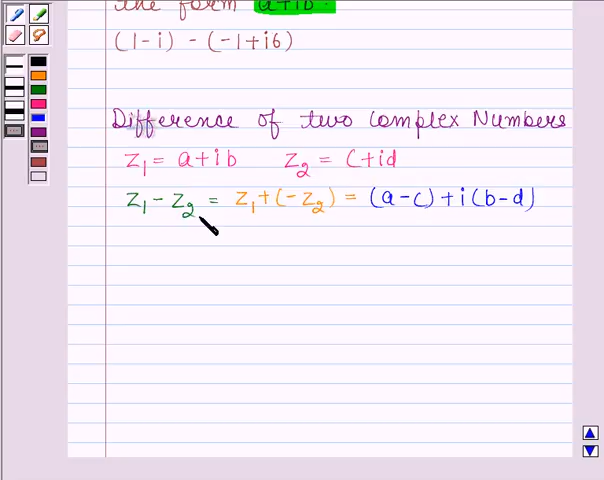 the form a+ib.
(1-i) - (-1+i6)
Difference of two Complex Numbers
z₁ = a+ib   z₂ = c+id
z₁ - z₂ = z₁+(-z₂) = (a-c)+i(b-d)